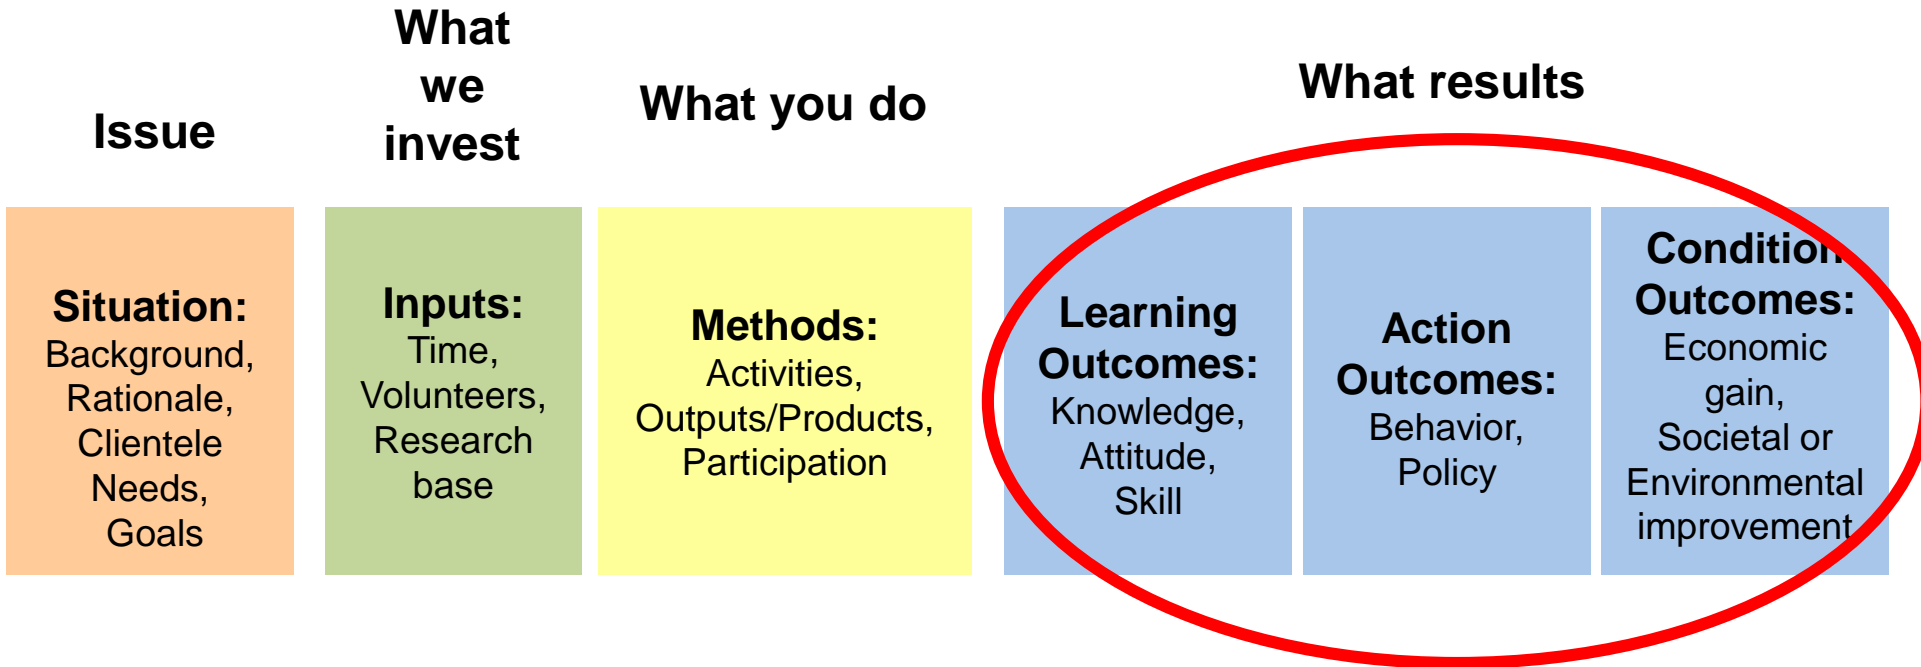 Issue
What
we
invest
What you do
What results
Situation:
Background,
Rationale,
Clientele
Needs,
Goals
Inputs:
Time,
Volunteers,
Research
base
Methods:
Activities,
Outputs/Products,
Participation
Learning
Outcomes:
Knowledge,
Attitude,
Skill
Action
Outcomes:
Behavior,
Policy
Condition
Outcomes:
Economic
gain,
Societal or
Environmental
improvement